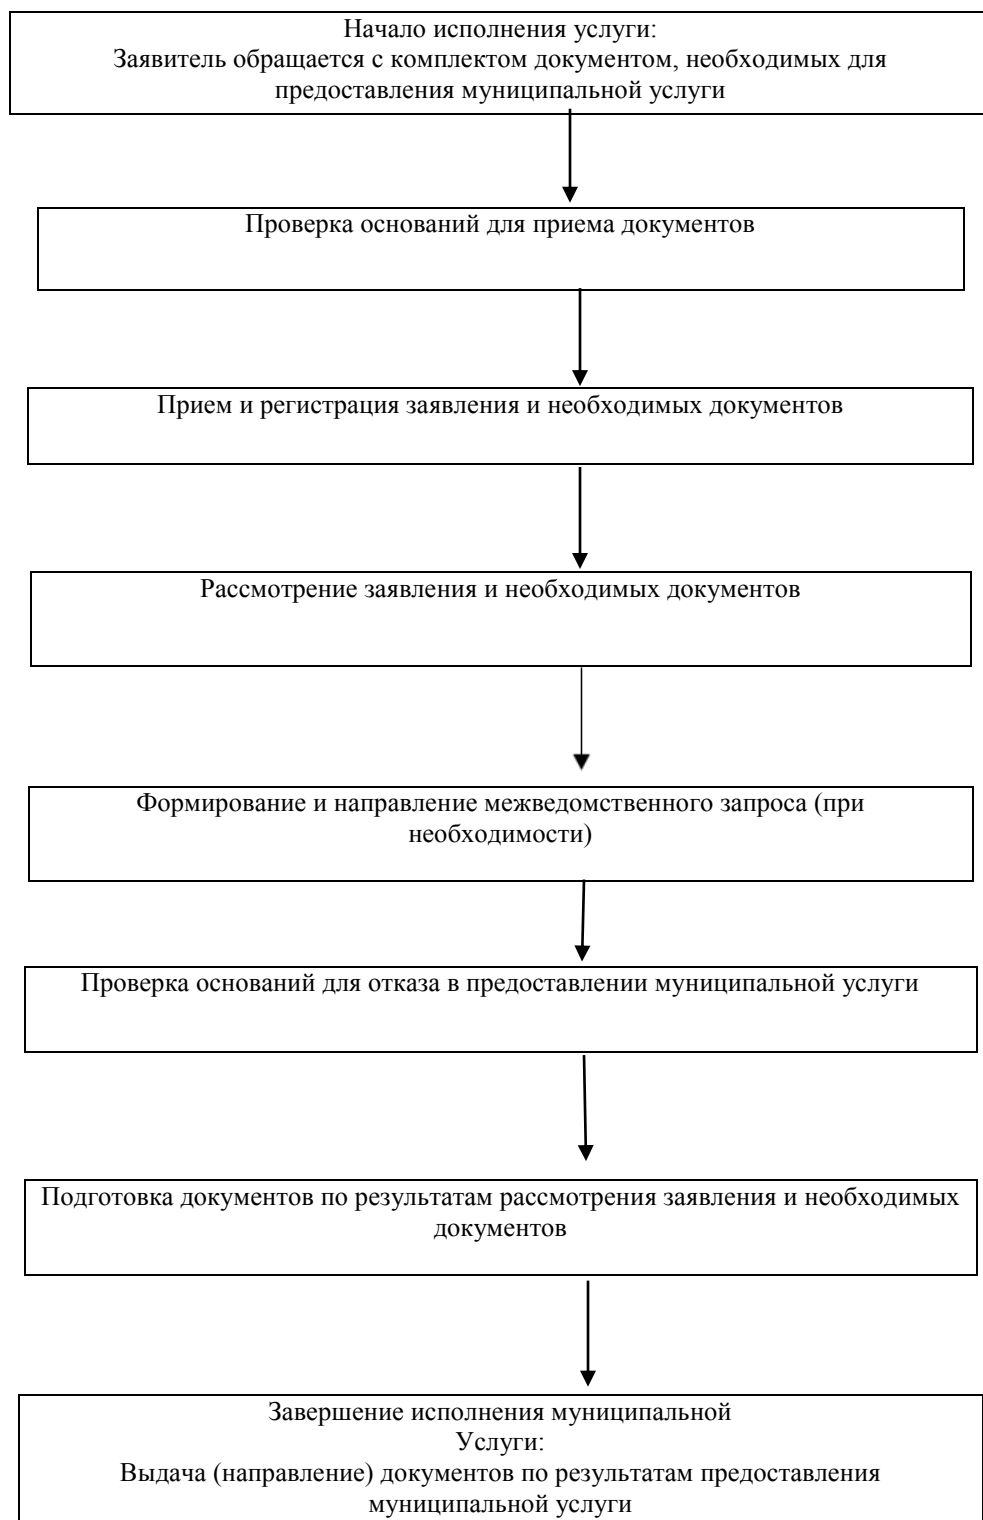 Начало исполнения услуги:
Заявитель обращается с комплектом документом, необходимых для
предоставления муниципальной услуги
Проверка оснований для приема документов
Прием и регистрация заявления и необходимых документов
Рассмотрение заявления и необходимых документов
Формирование и направление межведомственного запроса (при
необходимости)
Проверка оснований для отказа в предоставлении муниципальной услуги
Подготовка документов по результатам рассмотрения заявления и необходимых
документов
Завершение исполнения муниципальной
Услуги:
Выдача (направление) документов по результатам предоставления
муниципальной услуги